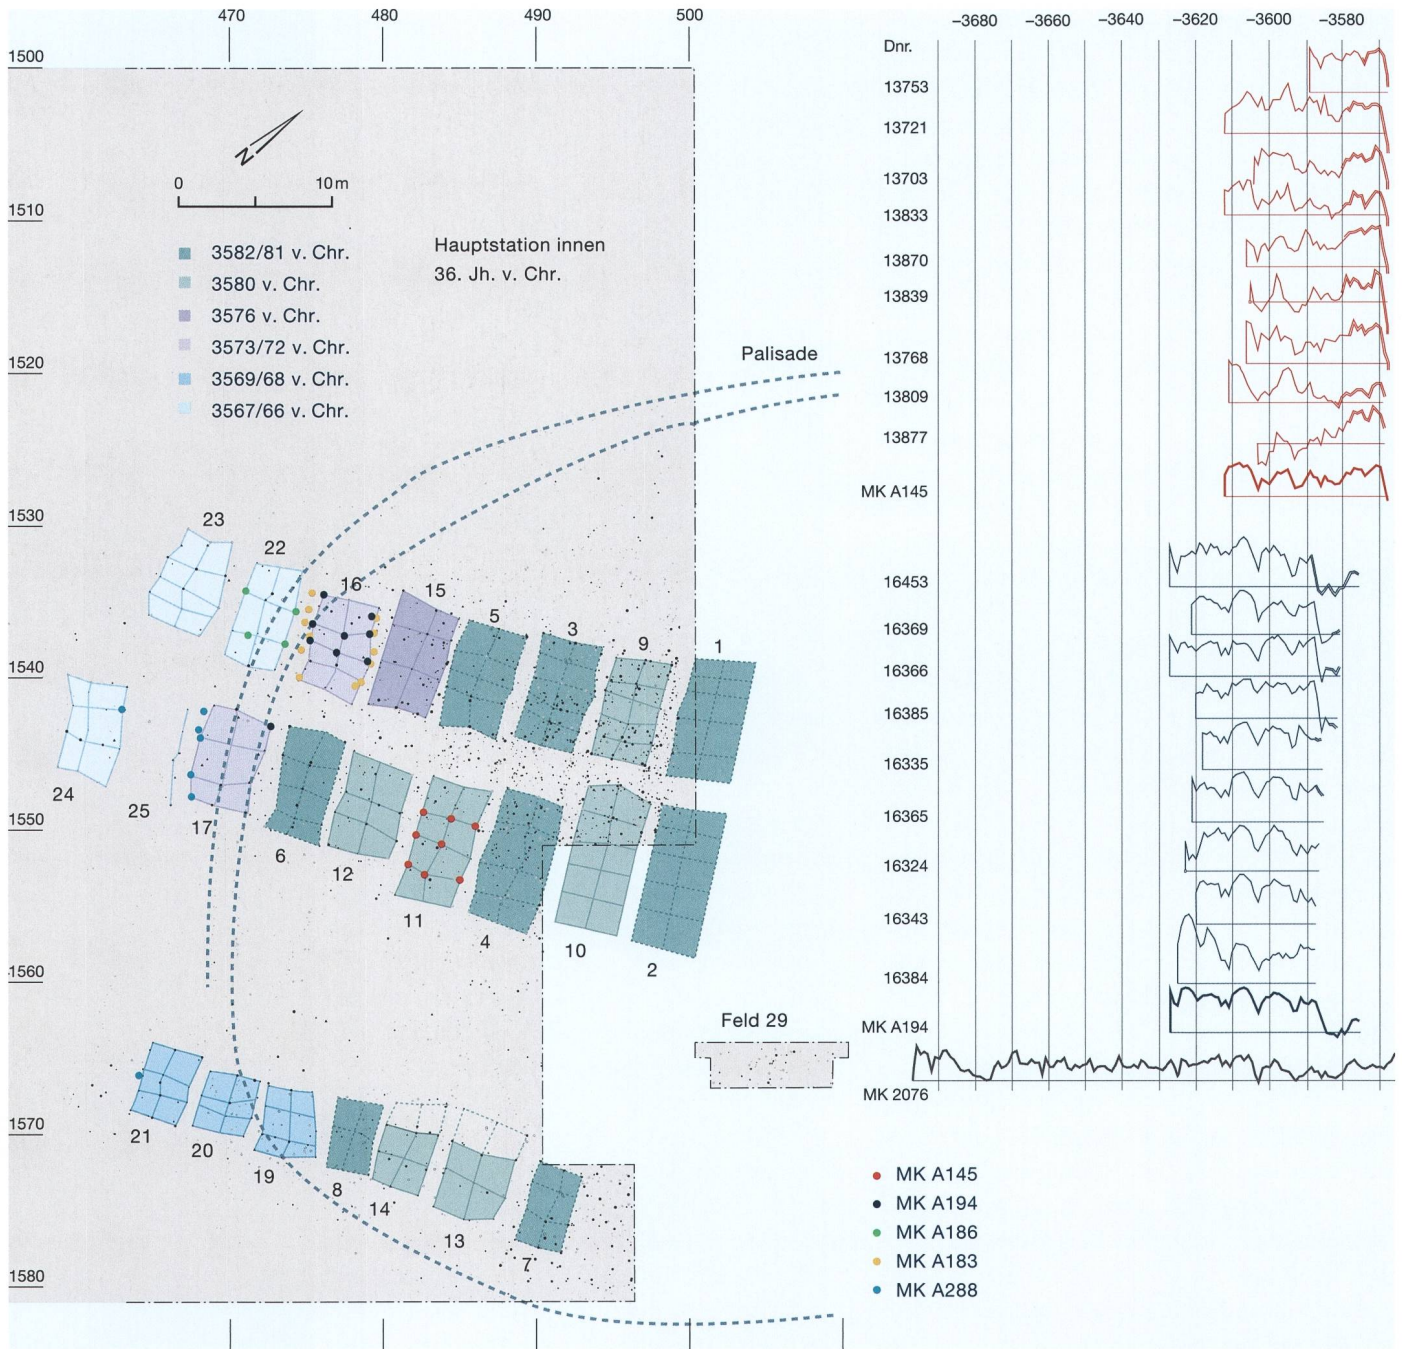 470 480 490 500
1500
1510
1520
1530
1540
1550
1560
1570
1580
N
0 10 m
3582/81 v. Chr.
3580 v. Chr.
3576 v. Chr.
3573/72 v. Chr.
3569/68 v. Chr.
3567/66 v. Chr.
Hauptstation innen
36. Jh. v. Chr.
Palisade
23
22
16
15
5
3
9
1
24
25
17
6
12
11
4
10
2
Feld 29
21
20
19
8
14
13
7
−3680 −3660 −3640 −3620 −3600 −3580
Dnr.
13753
13721
13703
13833
13870
13839
13768
13809
13877
MK A145
16453
16369
16366
16385
16335
16365
16324
16343
16384
MK A194
MK 2076
MK A145
MK A194
MK A186
MK A183
MK A288